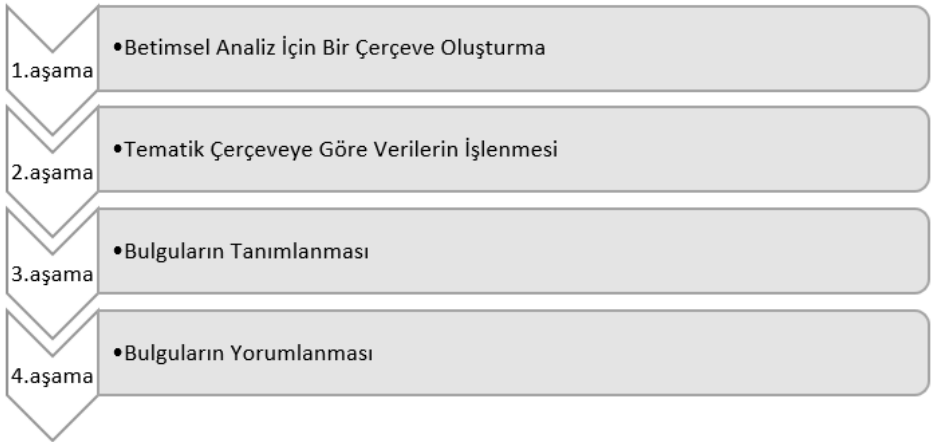 1.aşama
•Betimsel Analiz İçin Bir Çerçeve Oluşturma
2.aşama
•Tematik Çerçeveye Göre Verilerin İşlenmesi
3.aşama
•Bulguların Tanımlanması
4.aşama
•Bulguların Yorumlanması